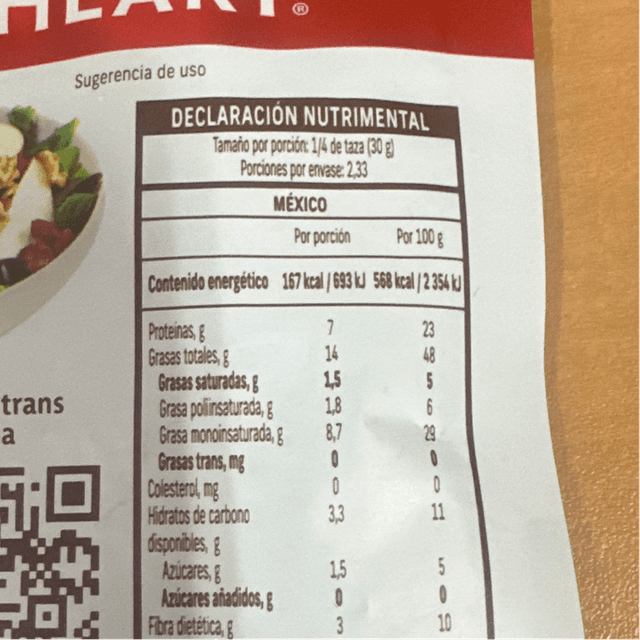 HEART®
Sugerencia de uso
DECLARACIÓN NUTRIMENTAL
Tamaño por porción: 1/4 de taza (30 g)
Porciones por envase: 2,33
MÉXICO
Por porción Por 100 g
Contenido energético 167 kcal / 693 kJ 568 kcal / 2 354 kJ
Proteínas, g 7 23
Grasas totales, g 14 48
Grasas saturadas, g 1,5 5
Grasa poliinsaturada, g 1,8 6
Grasa monoinsaturada, g 8,7 29
Grasas trans, mg 0 0
Colesterol, mg 0 0
Hidratos de carbono 3,3 11
disponibles, g
Azúcares, g 1,5 5
Azúcares añadidos, g 0 0
Fibra dietética, g 3 10
trans
a